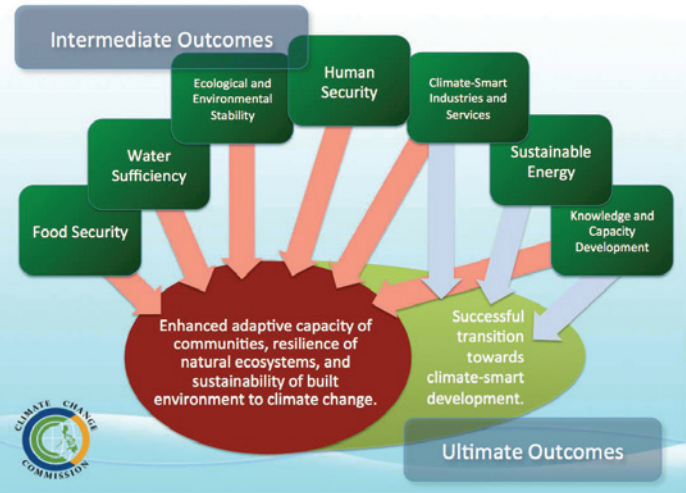 Intermediate Outcomes
Food Security
Water
Sufficiency
Ecological and
Environmental
Stability
Human
Security
Climate-Smart
Industries and
Services
Sustainable
Energy
Knowledge and
Capacity
Development
Enhanced adaptive capacity of
communities, resilience of
natural ecosystems, and
sustainability of built
environment to climate change.
Successful
transition
towards
climate-smart
development.
CLIMATE CHANGE
COMMISSION
Ultimate Outcomes